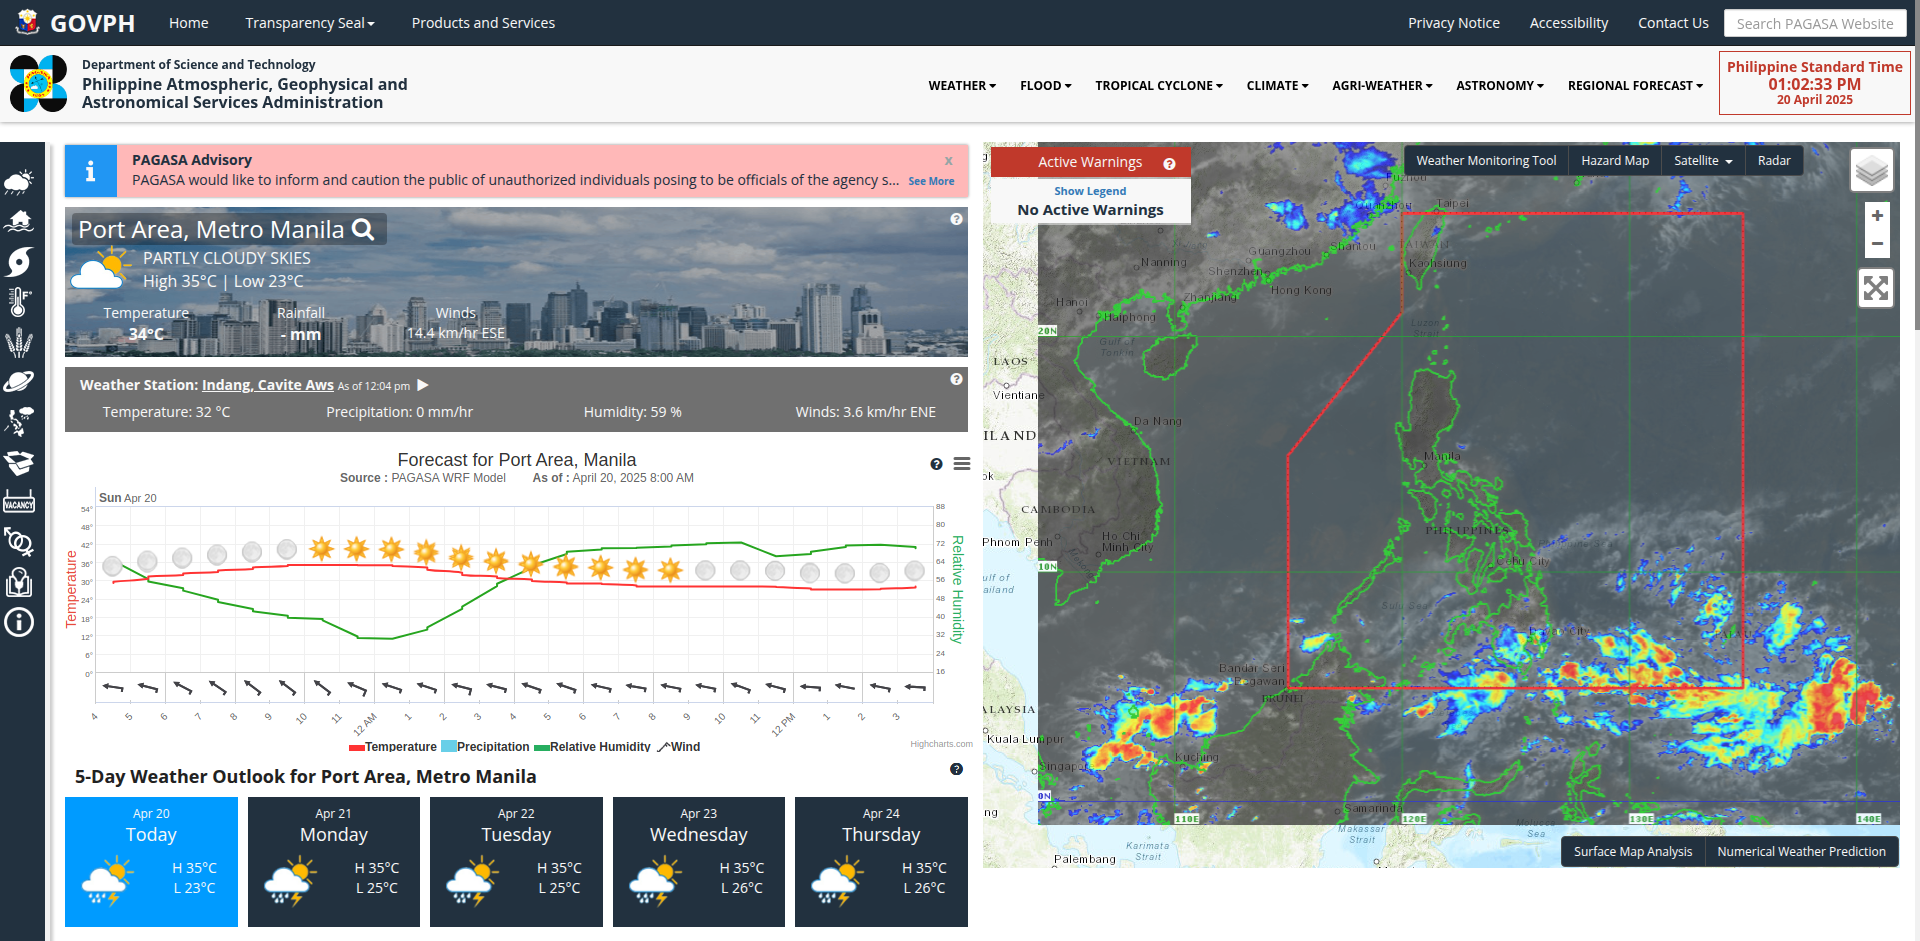 GOVPH
Home
Transparency Seal
Products and Services
Privacy Notice
Accessibility
Contact Us
Search PAGASA Website
Department of Science and Technology
Philippine Atmospheric, Geophysical and
Astronomical Services Administration
WEATHER
FLOOD
TROPICAL CYCLONE
CLIMATE
AGRI-WEATHER
ASTRONOMY
REGIONAL FORECAST
Philippine Standard Time
01:02:33 PM
20 April 2025
VACANCY
PAGASA Advisory
x
PAGASA would like to inform and caution the public of unauthorized individuals posing to be officials of the agency s... See More
Port Area, Metro Manila
PARTLY CLOUDY SKIES
High 35°C | Low 23°C
Temperature
34°C
Rainfall
- mm
Winds
14.4 km/hr ESE
Weather Station: Indang, Cavite Aws As of 12:04 pm
Temperature: 32 °C
Precipitation: 0 mm/hr
Humidity: 59 %
Winds: 3.6 km/hr ENE
Forecast for Port Area, Manila
Source : PAGASA WRF Model As of : April 20, 2025 8:00 AM
Sun Apr 20
Temperature
54°
48°
42°
36°
30°
24°
18°
12°
6°
0°
88
80
72
64
56
48
40
32
24
16
Relative Humidity
4 5 6 7 8 9 10 11 12 AM 1 2 3 4 5 6 7 8 9 10 11 12 PM 1 2 3
Temperature Precipitation Relative Humidity Wind
Highcharts.com
5-Day Weather Outlook for Port Area, Metro Manila
Apr 20
Today
H 35°C
L 23°C
Apr 21
Monday
H 35°C
L 25°C
Apr 22
Tuesday
H 35°C
L 25°C
Apr 23
Wednesday
H 35°C
L 26°C
Apr 24
Thursday
H 35°C
L 26°C
Active Warnings
Show Legend
No Active Warnings
Weather Monitoring Tool
Hazard Map
Satellite
Radar
+
−
Fuzhou
Quanzhou
Taipei
Shantou
TAIWAN
Guangzhou
Kaohsiung
Nanning
Shenzhen
Hong Kong
Hanoi
Zhanjiang
Haiphong
20N
Luzon
Strait
Gulf of
Tonkin
LAOS
Vientiane
Da Nang
ILAND
VIETNAM
Manila
ok
CAMBODIA
PHILIPPINES
Phnom Penh
Ho Chi
Minh City
Cebu City
10N
ulf of
ailand
Sulu Sea
PALAU
Bandar Seri
Begawan
BRUNEI
ALAYSIA
Kuala Lumpur
Kuching
Singapor
0N
ng
Samarinda
110E
120E
130E
140E
Makassar
Strait
Molucca
Sea
Karimata
Strait
Palembang
Surface Map Analysis
Numerical Weather Prediction